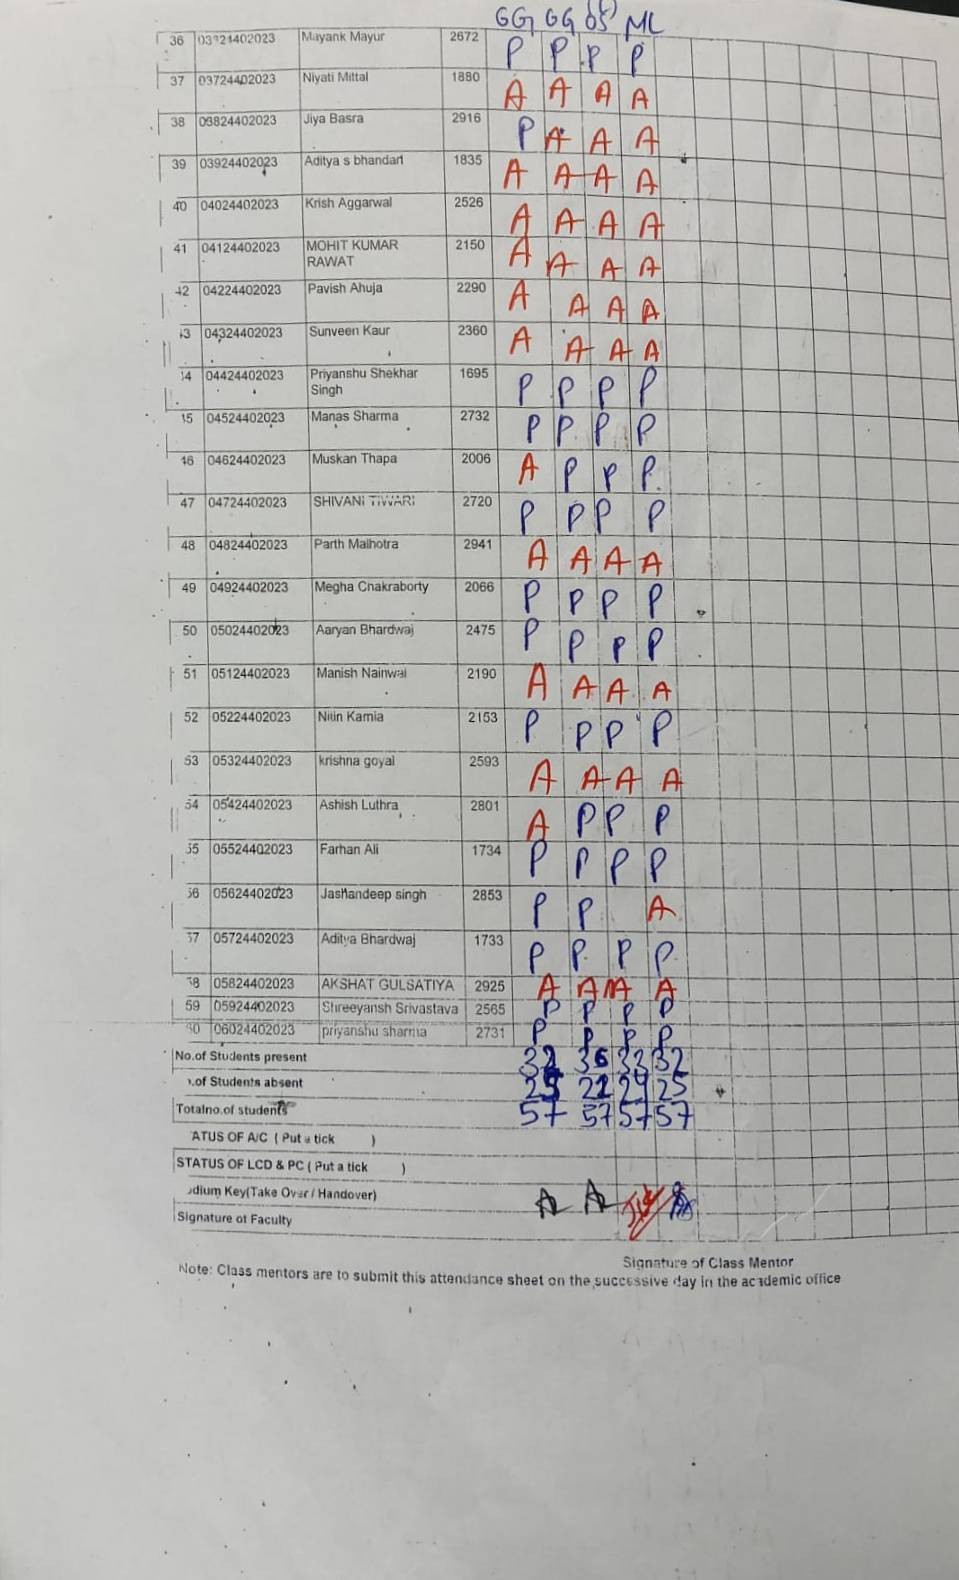 GG GG OS ML
36 03621402023 Mayank Mayur 2672 P P P P
37 03724402023 Niyati Mittal 1880 A A A A
38 03824402023 Jiya Basra 2916 P A A A
39 03924402023 Aditya s bhandari 1835 A A A A
40 04024402023 Krish Aggarwal 2526 A A A A
41 04124402023 MOHIT KUMAR RAWAT 2150 A A A A
42 04224402023 Pavish Ahuja 2290 A A A A
43 04324402023 Sunveen Kaur 2360 A A A A
14 04424402023 Priyanshu Shekhar Singh 1695 P P P P
15 04524402023 Manas Sharma 2732 P P P P
46 04624402023 Muskan Thapa 2006 A P P P
47 04724402023 SHIVANI TIWARI 2720 P P P P
48 04824402023 Parth Malhotra 2941 A A A A
49 04924402023 Megha Chakraborty 2066 P P P P
50 05024402023 Aaryan Bhardwaj 2475 P P P P
51 05124402023 Manish Nainwal 2190 A A A A
52 05224402023 Nitin Kamia 2153 P P P P
53 05324402023 krishna goyal 2593 A A A A
54 05424402023 Ashish Luthra 2801 A P P P
55 05524402023 Farhan Ali 1734 P P P P
56 05624402023 Jashandeep singh 2853 P P A
57 05724402023 Aditya Bhardwaj 1733 P P P P
58 05824402023 AKSHAT GULSATIYA 2925 A A A A
59 05924402023 Shreeyansh Srivastava 2565 P P P P
60 06024402023 priyanshu sharma 2731 P P P P
No.of Students present 32 36 33 32
.of Students absent 25 21 24 25
Totalno.of students 57 57 57 57
ATUS OF A/C ( Put a tick )
STATUS OF LCD & PC ( Put a tick )
odium Key(Take Over / Handover)
Signature of Faculty
Signature of Class Mentor
Note: Class mentors are to submit this attendance sheet on the successive day in the academic office